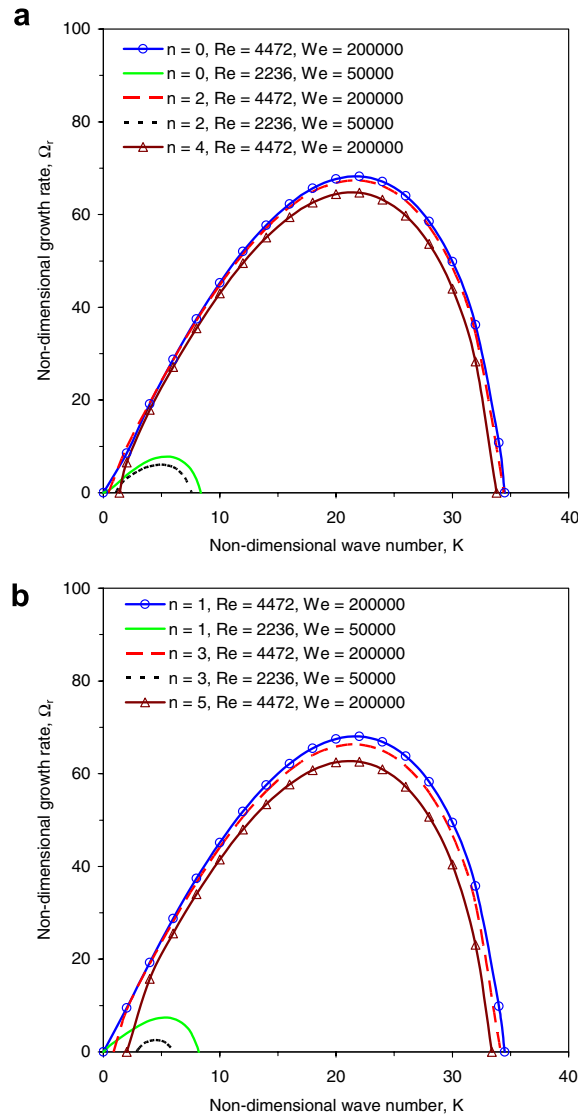 a
100
80
60
40
20
0
Non-dimensional growth rate, Ωr
n = 0, Re = 4472, We = 200000
n = 0, Re = 2236, We = 50000
n = 2, Re = 4472, We = 200000
n = 2, Re = 2236, We = 50000
n = 4, Re = 4472, We = 200000
0 10 20 30 40
Non-dimensional wave number, K
b
100
80
60
40
20
0
Non-dimensional growth rate, Ωr
n = 1, Re = 4472, We = 200000
n = 1, Re = 2236, We = 50000
n = 3, Re = 4472, We = 200000
n = 3, Re = 2236, We = 50000
n = 5, Re = 4472, We = 200000
0 10 20 30 40
Non-dimensional wave number, K